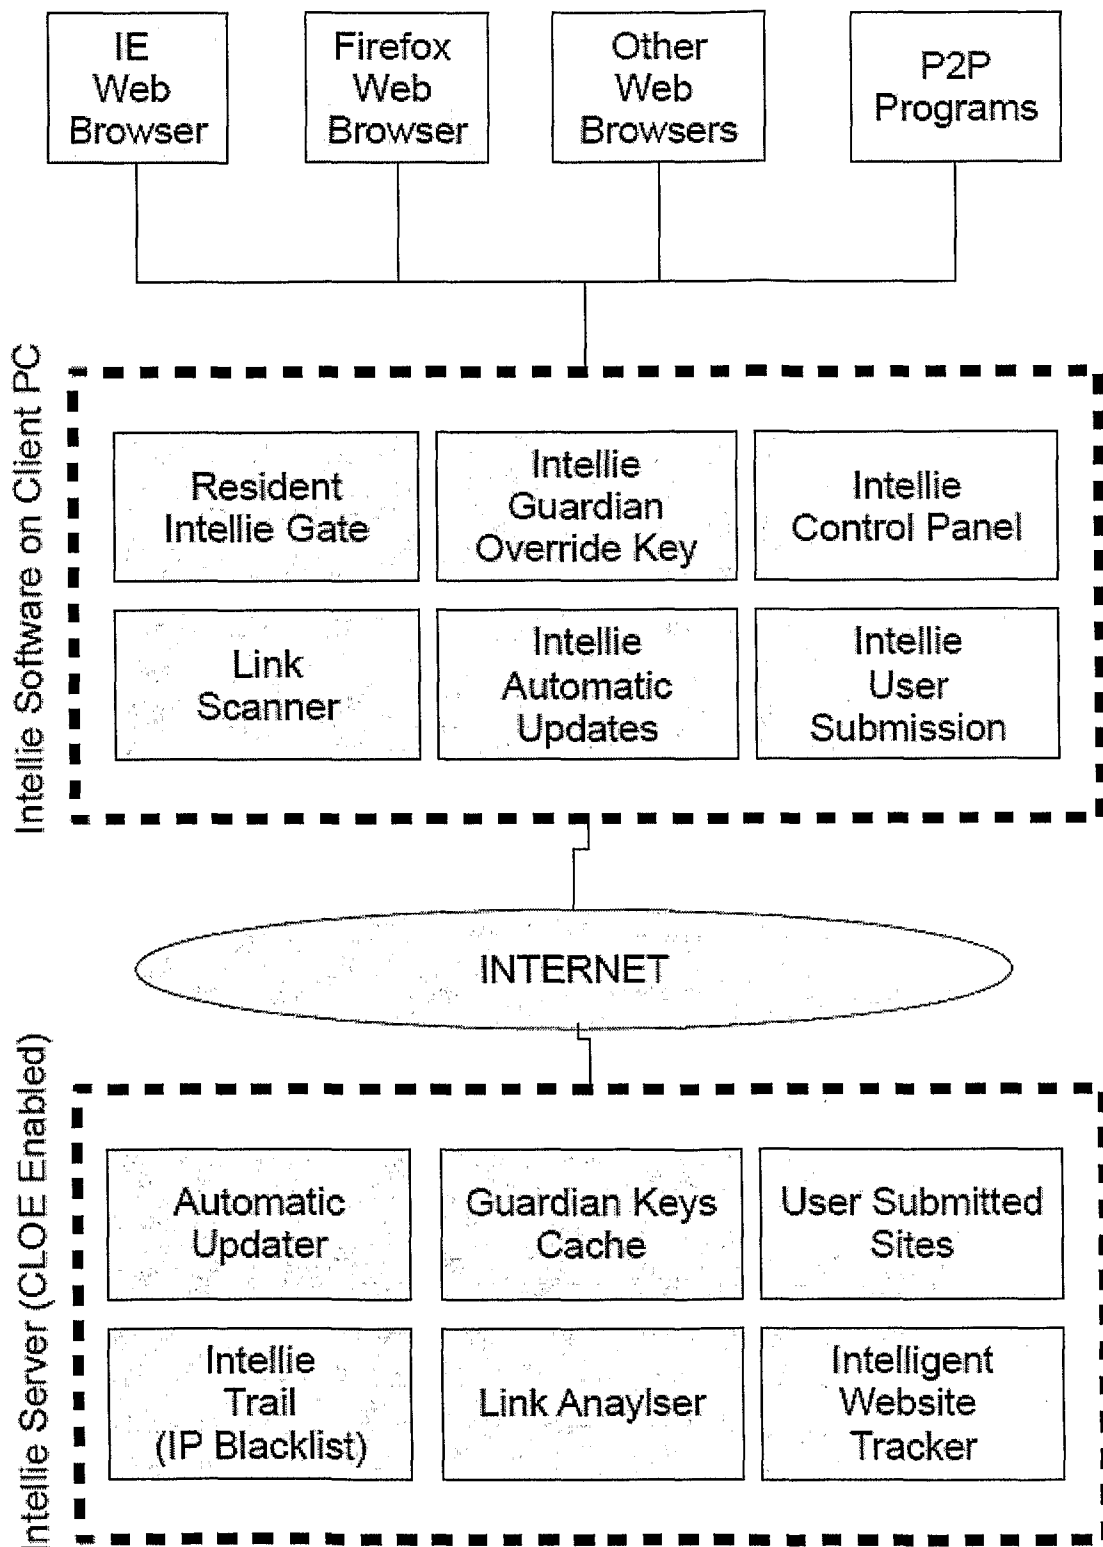 IE
Web
Browser
Firefox
Web
Browser
Other
Web
Browsers
P2P
Programs
Intellie Software on Client PC
Resident
Intellie Gate
Intellie
Guardian
Override Key
Intellie
Control Panel
Link
Scanner
Intellie
Automatic
Updates
Intellie
User
Submission
INTERNET
Intellie Server (CLOE Enabled)
Automatic
Updater
Guardian Keys
Cache
User Submitted
Sites
Intellie
Trail
(IP Blacklist)
Link Anaylser
Intelligent
Website
Tracker